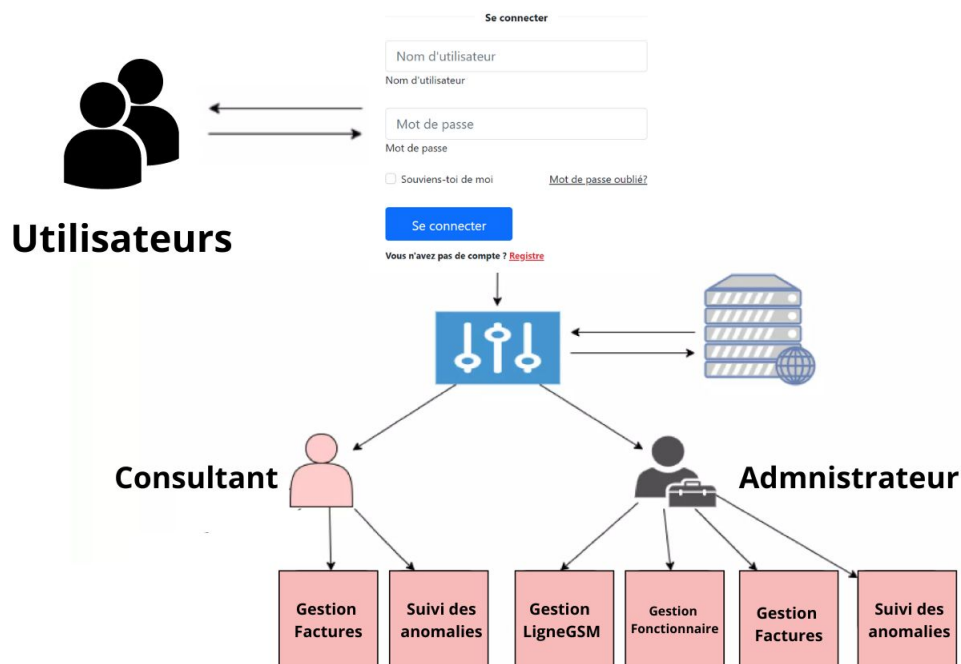 Se connecter
Nom d'utilisateur
Nom d'utilisateur
Mot de passe
Mot de passe
Souviens-toi de moi
Mot de passe oublié?
Se connecter
Vous n'avez pas de compte ? Registre
Utilisateurs
Consultant
Admnistrateur
Gestion
Factures
Suivi des
anomalies
Gestion
LigneGSM
Gestion
Fonctionnaire
Gestion
Factures
Suivi des
anomalies